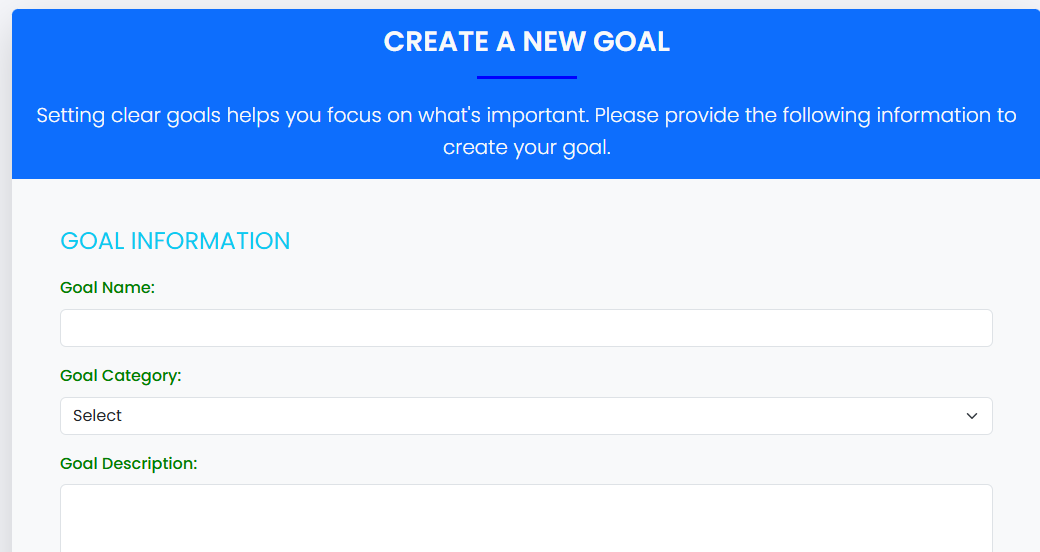 CREATE A NEW GOAL
Setting clear goals helps you focus on what's important. Please provide the following information to
create your goal.
GOAL INFORMATION
Goal Name:
Goal Category:
Select
Goal Description: